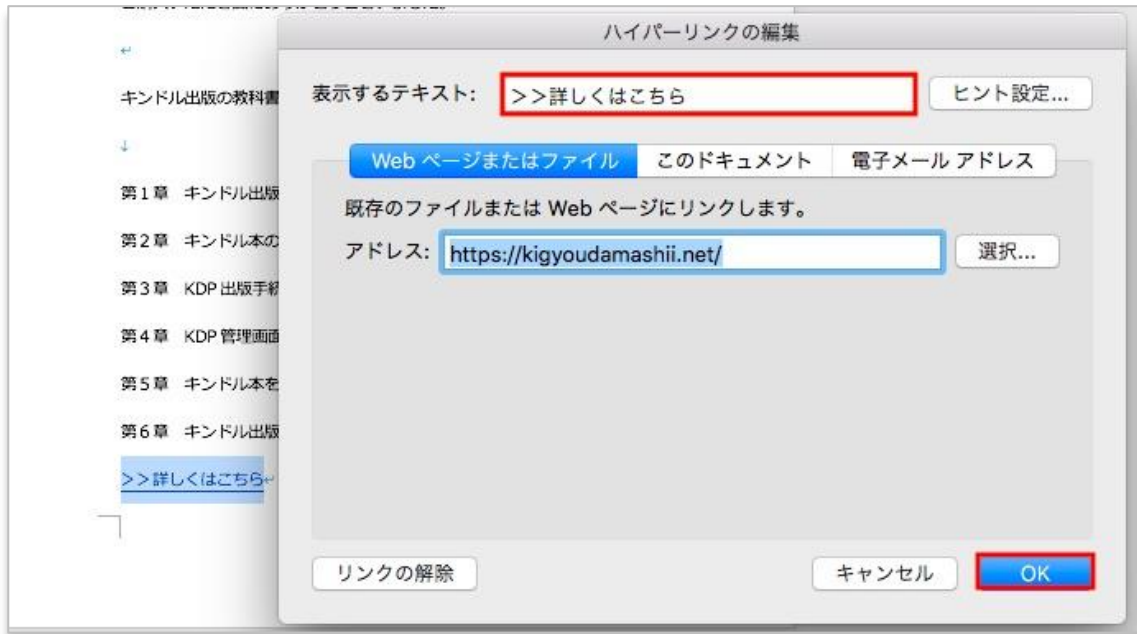 ハイパーリンクの編集
キンドル出版の教科書
↓
第1章 キンドル出版
第2章 キンドル本の
第3章 KDP出版手続
第4章 KDP管理画面
第5章 キンドル本を
第6章 キンドル出版
>>詳しくはこちら
表示するテキスト: >>詳しくはこちら ヒント設定...
Web ページまたはファイル このドキュメント 電子メール アドレス
既存のファイルまたは Web ページにリンクします。
アドレス: https://kigyoudamashii.net/ 選択...
リンクの解除 キャンセル OK